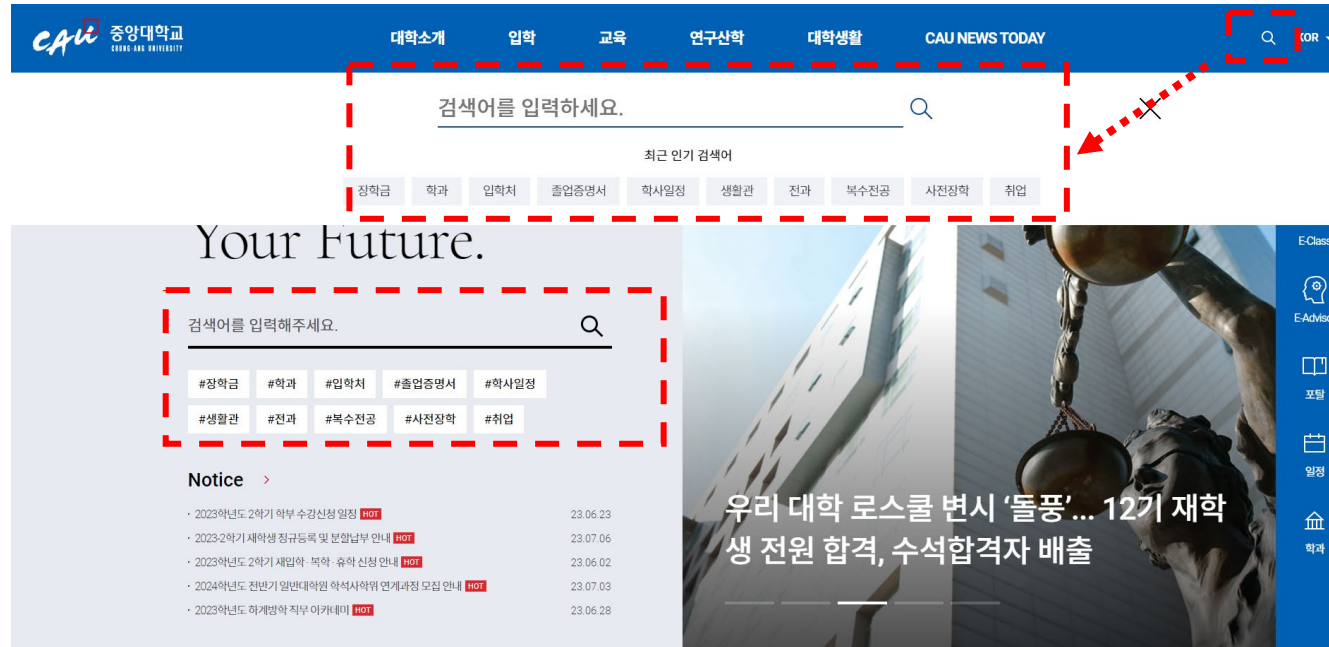 CAU 중앙대학교
CHUNG-ANG UNIVERSITY
대학소개 입학 교육 연구산학 대학생활 CAU NEWS TODAY KOR
검색어를 입력하세요.
최근 인기 검색어
장학금 학과 입학처 졸업증명서 학사일정 생활관 전과 복수전공 사전장학 취업
Your Future.
검색어를 입력해주세요.
#장학금 #학과 #입학처 #졸업증명서 #학사일정
#생활관 #전과 #복수전공 #사전장학 #취업
Notice
· 2023학년도 2학기 학부 수강신청 일정 HOT 23.06.23
· 2023-2학기 재학생 정규등록 및 분할납부 안내 HOT 23.07.06
· 2023학년도 2학기 재입학 · 복학 · 휴학 신청 안내 HOT 23.06.02
· 2024학년도 전반기 일반대학원 학석사학위 연계과정 모집 안내 HOT 23.07.03
· 2023학년도 하계방학 직무 아카데미 HOT 23.06.28
우리 대학 로스쿨 변시 ‘돌풍’... 12기 재학
생 전원 합격, 수석합격자 배출
E-Class
E-Adviso
포탈
일정
학과